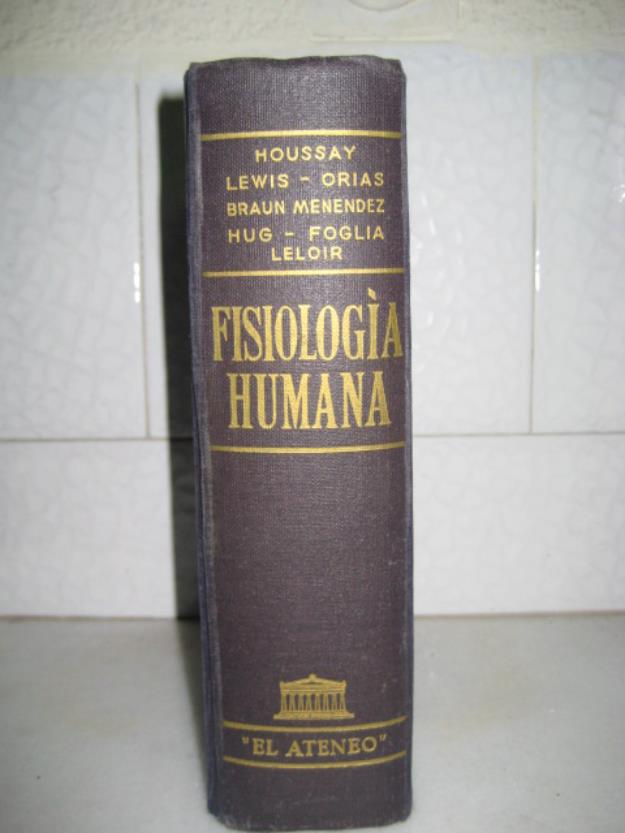 HOUSSAY
LEWIS - ORIAS
BRAUN MENENDEZ
HUG - FOGLIA
LELOIR
FISIOLOGÌA
HUMANA
"EL ATENEO"